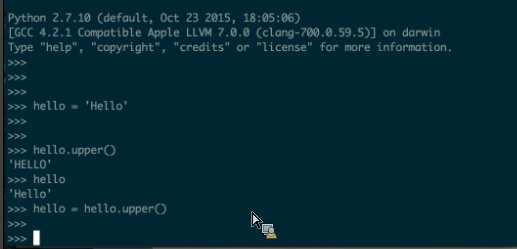 Python 2.7.10 (default, Oct 23 2015, 18:05:06)
[GCC 4.2.1 Compatible Apple LLVM 7.0.0 (clang-700.0.59.5)] on darwin
Type "help", "copyright", "credits" or "license" for more information.
>>>
>>>
>>>
>>> hello = 'Hello'
>>>
>>>
>>> hello.upper()
'HELLO'
>>> hello
'Hello'
>>> hello = hello.upper()
>>>
>>>